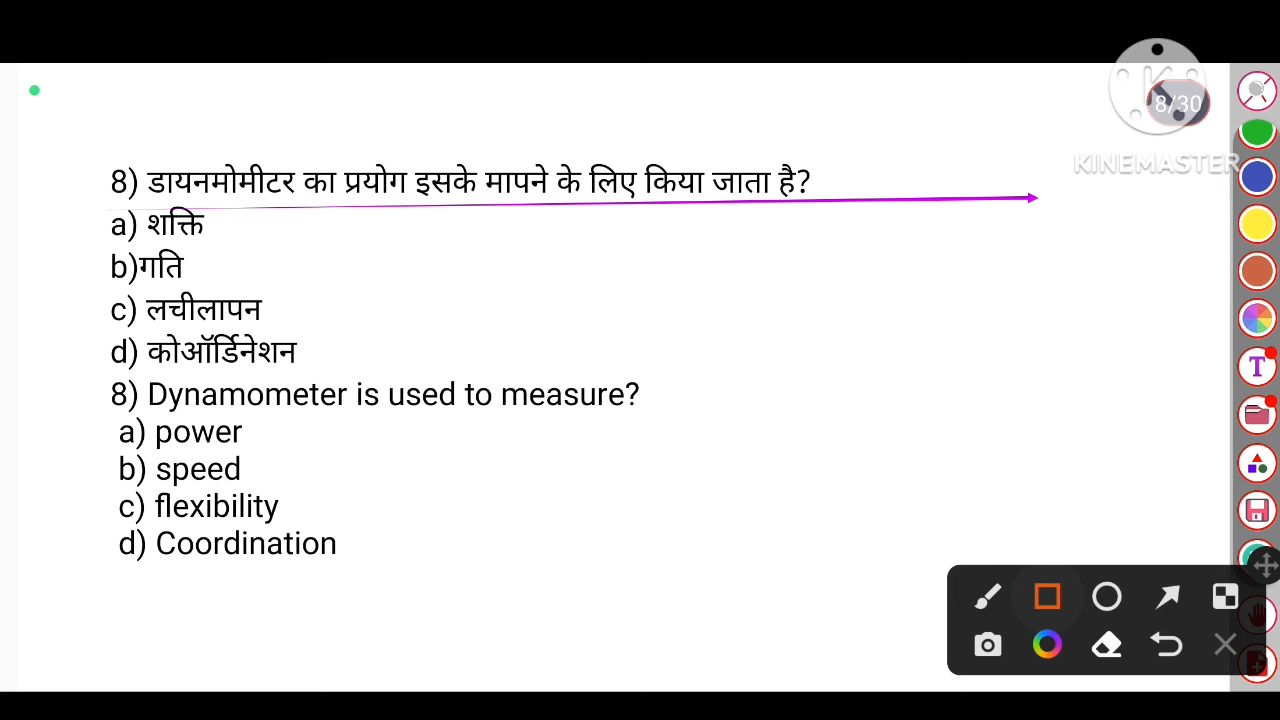 8/30
KINEMASTER
8) डायनमोमीटर का प्रयोग इसके मापने के लिए किया जाता है?
a) शक्ति
b)गति
c) लचीलापन
d) कोऑर्डिनेशन
8) Dynamometer is used to measure?
a) power
b) speed
c) flexibility
d) Coordination
T